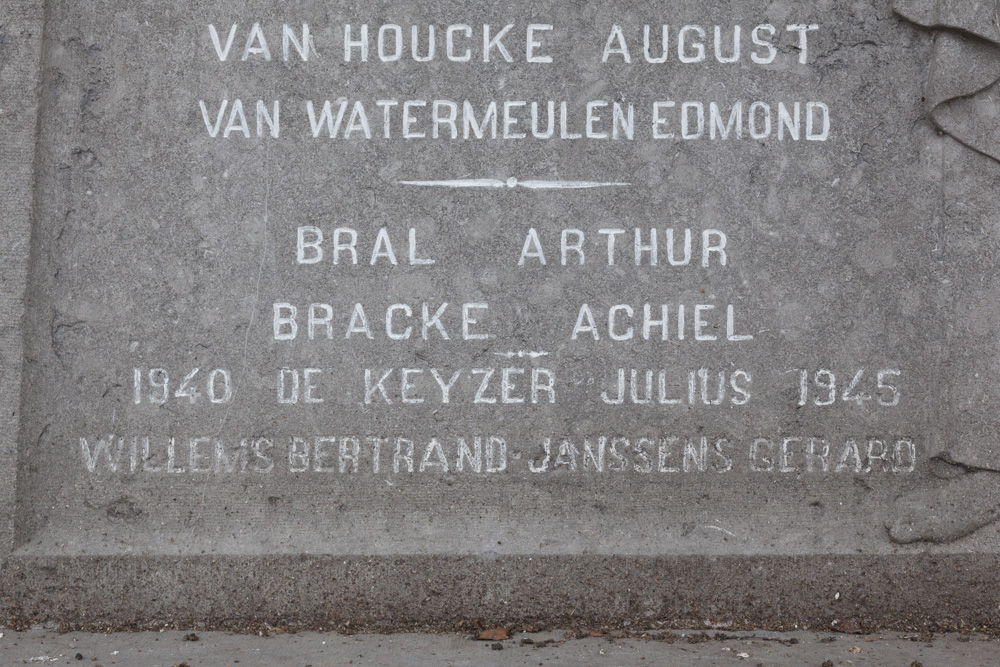 VAN HOUCKE AUGUST
VAN WATERMEULEN EDMOND
BRAL ARTHUR
BRACKE ACHIEL
1940 DE KEYZER JULIUS 1945
WILLEMS BERTRAND · JANSSENS GERARD